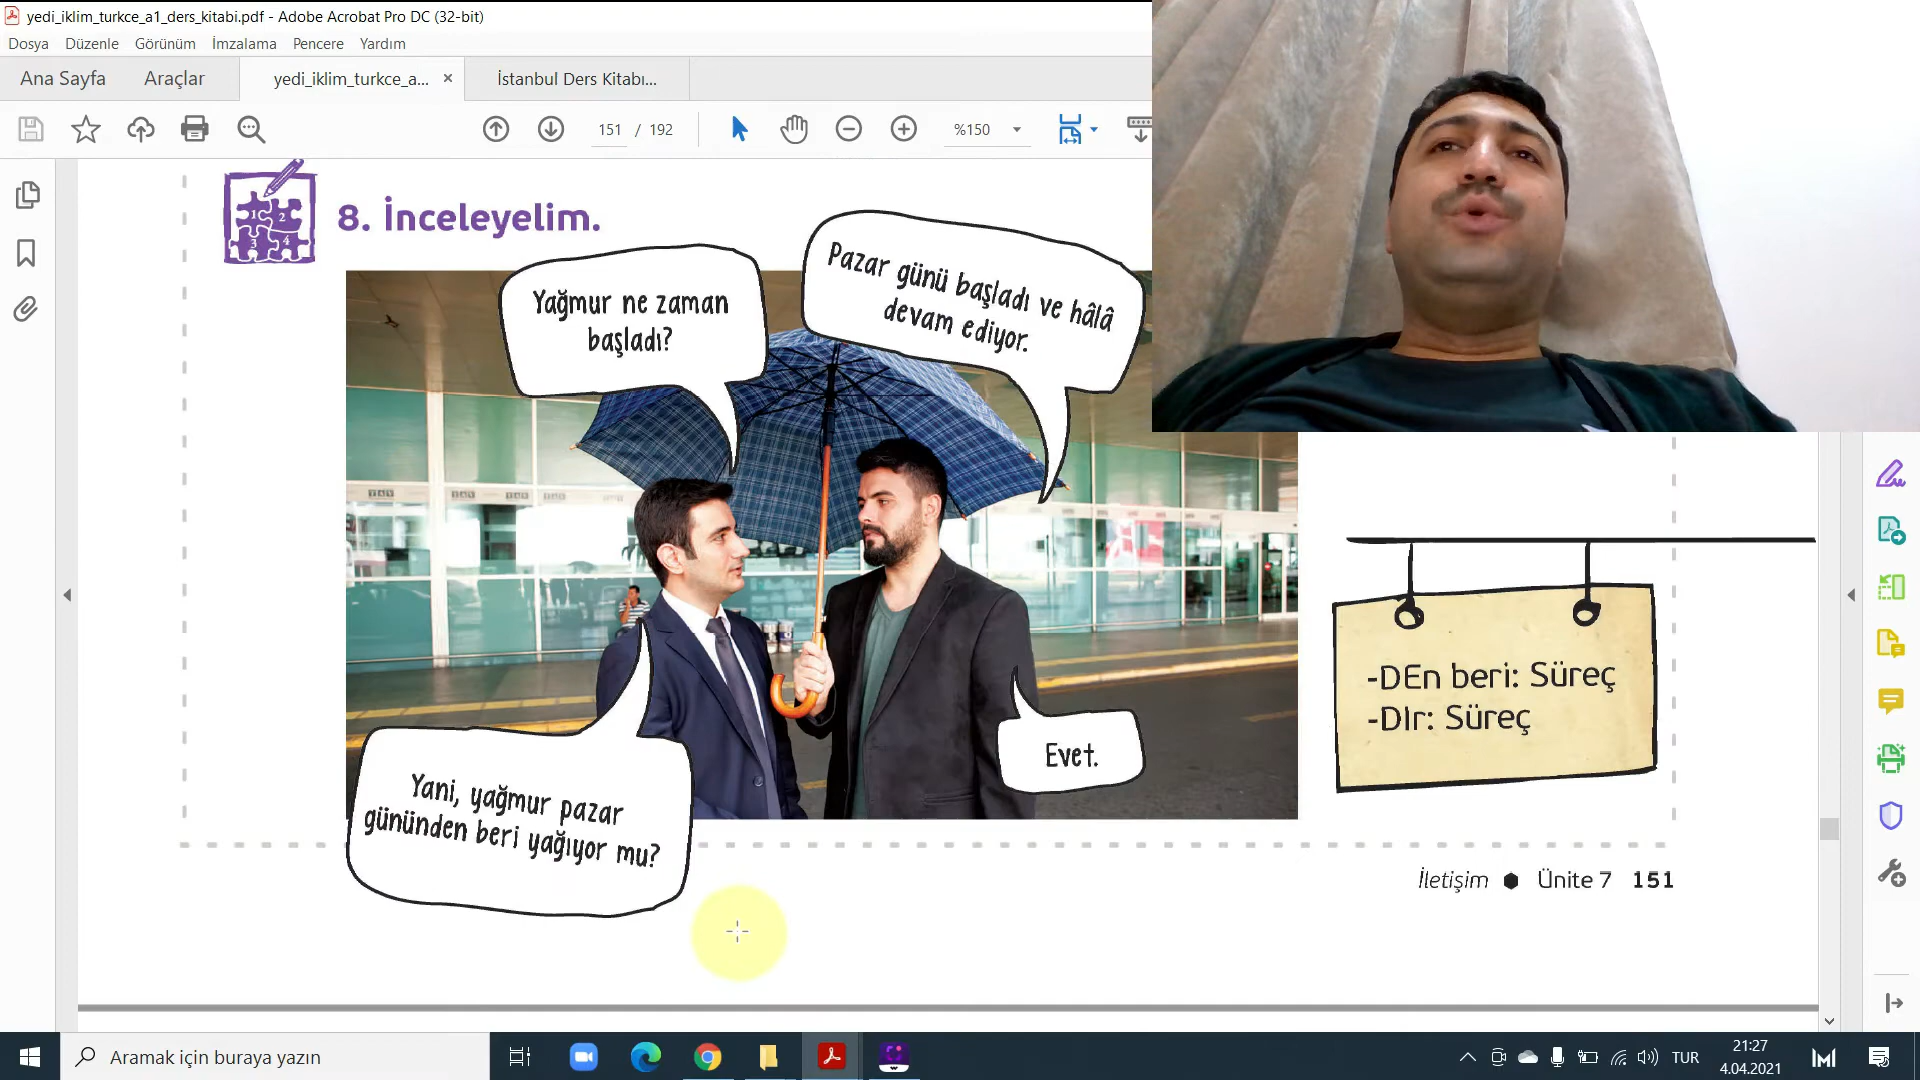 yedi_iklim_turkce_a1_ders_kitabi.pdf - Adobe Acrobat Pro DC (32-bit)
Dosya Düzenle Görünüm İmzalama Pencere Yardım
Ana Sayfa Araçlar yedi_iklim_turkce_a... × İstanbul Ders Kitabı...
151 / 192 %150
8. İnceleyelim.
Yağmur ne zaman
başladı?
Pazar günü başladı ve hâlâ
devam ediyor.
Yani, yağmur pazar
gününden beri yağıyor mu?
Evet.
-DEn beri: Süreç
-DIr: Süreç
İletişim Ünite 7 151
Aramak için buraya yazın
TUR
21:27
4.04.2021